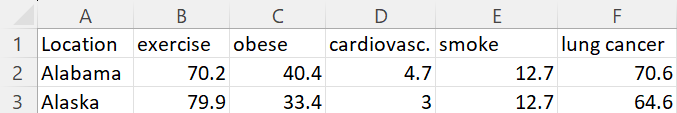 A B C D E F
1 Location exercise obese cardiovasc. smoke lung cancer
2 Alabama 70.2 40.4 4.7 12.7 70.6
3 Alaska 79.9 33.4 3 12.7 64.6